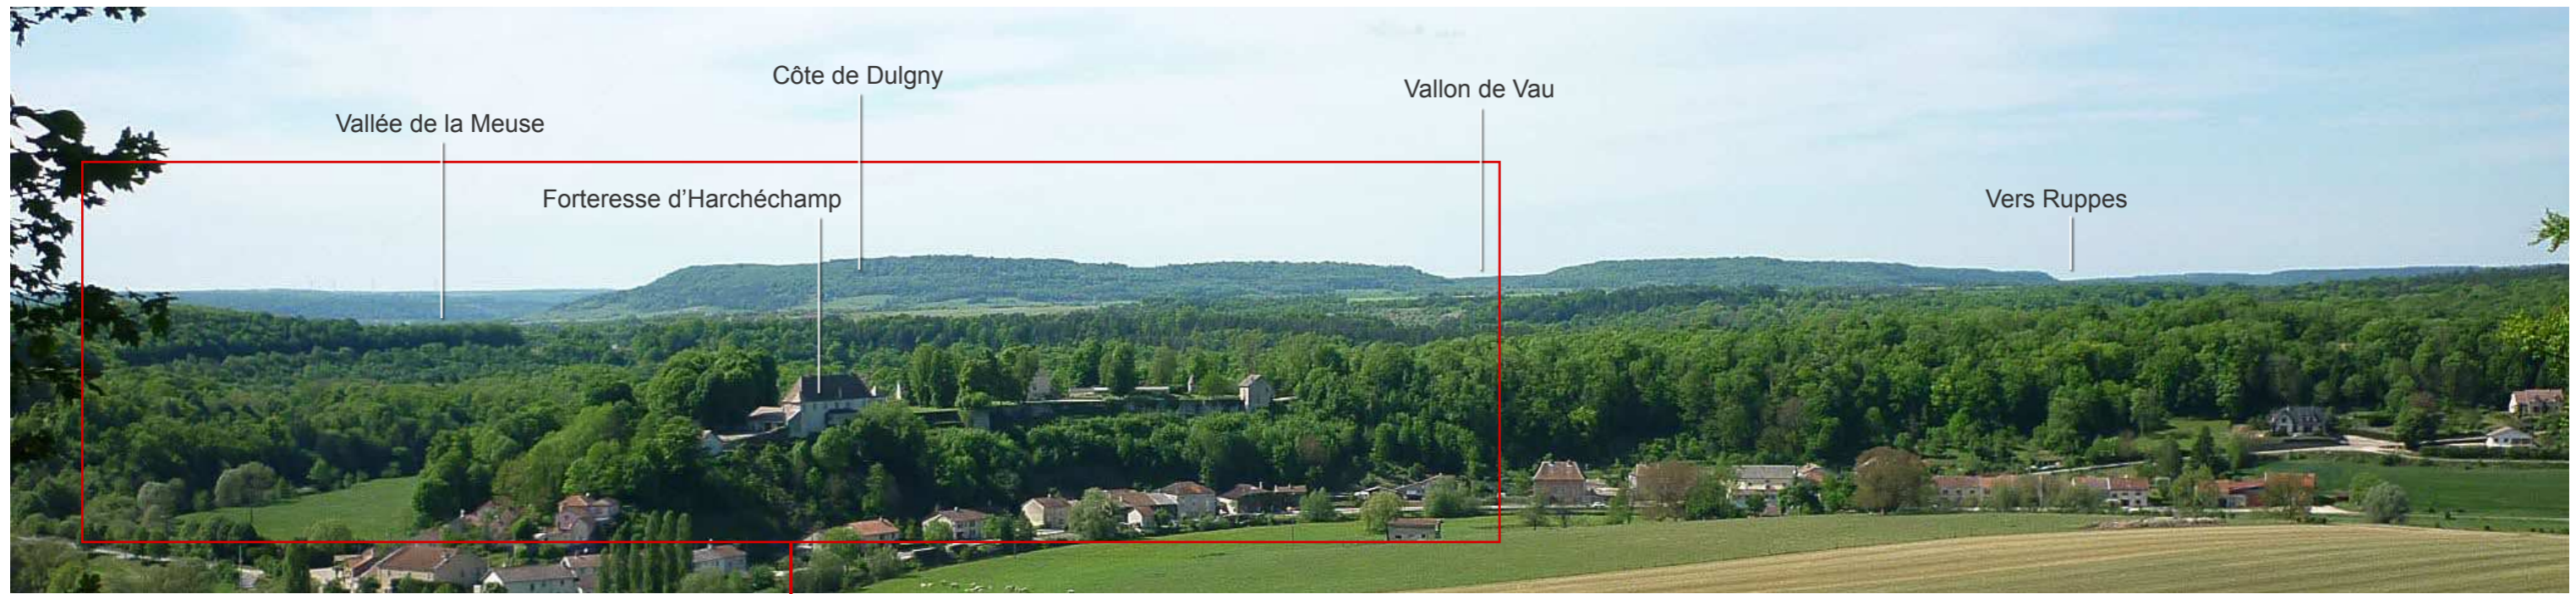 Côte de Dulgny
Vallon de Vau
Vallée de la Meuse
Forteresse d'Harchéchamp
Vers Ruppes